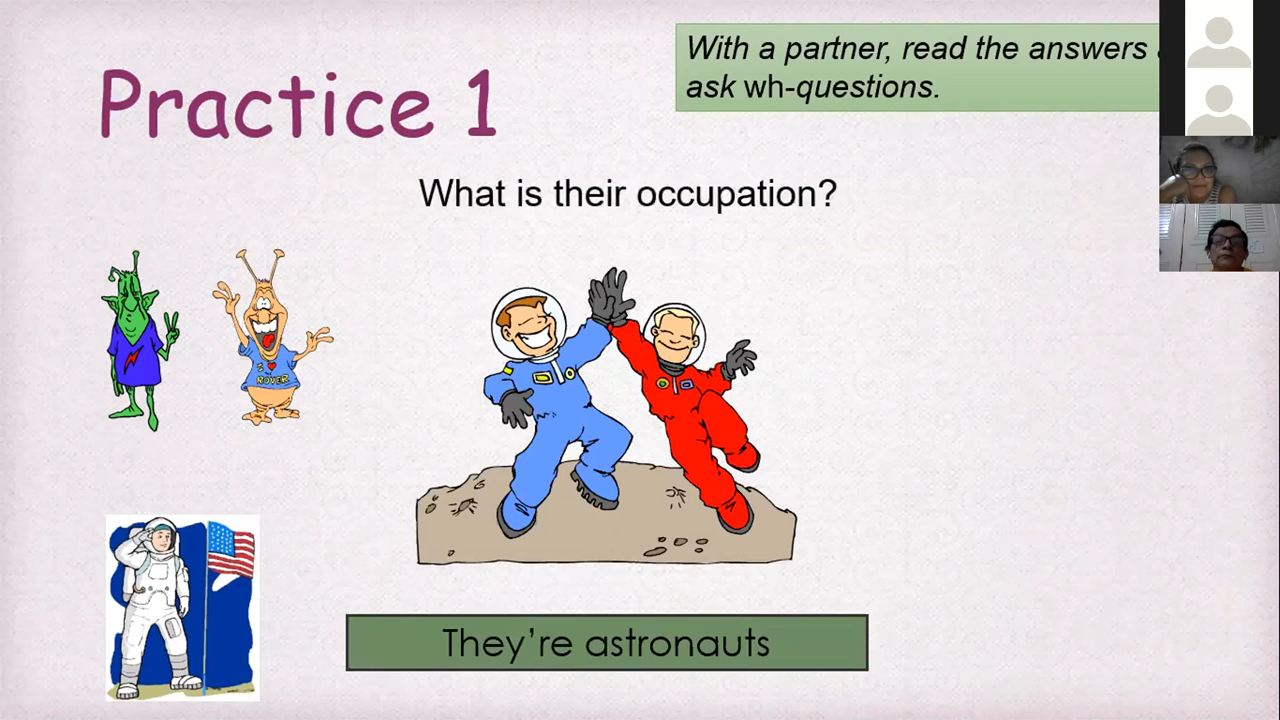 With a partner, read the answers
ask wh-questions.
Practice 1
What is their occupation?
I ♥
ROVER
They're astronauts